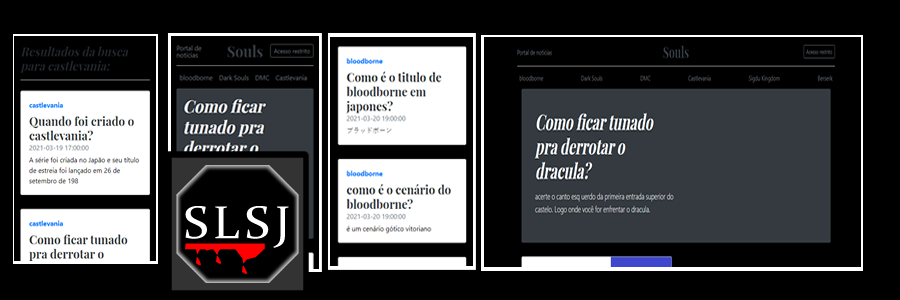 Resultados da busca
para castlevania:
castlevania
Quando foi criado o
castlevania?
2021-03-19 17:00:00
A série foi criada no Japão e seu título
de estreia foi lançado em 26 de
setembro de 198
castlevania
Como ficar tunado
para derrotar o
Portal de
notícias
Souls
Acesso restrito
bloodborne Dark Souls DMC Castlevania
Como ficar
tunado pra
derrotar o
SLSJ
bloodborne
Como é o titulo de
bloodborne em
japones?
2021-03-20 19:00:00
ブラッドボーン
bloodborne
como é o cenário do
bloodborne?
2021-03-20 19:00:00
é um cenário gótico vitoriano
Portal de notícias
Souls
Acesso restrito
bloodborne Dark Souls DMC Castlevania Sigdu Kingdom Berserk
Como ficar tunado
pra derrotar o
dracula?
acerte o canto esq uerdo da primeira entrada superior do
castelo. Logo onde você for enfrentar o dracula.